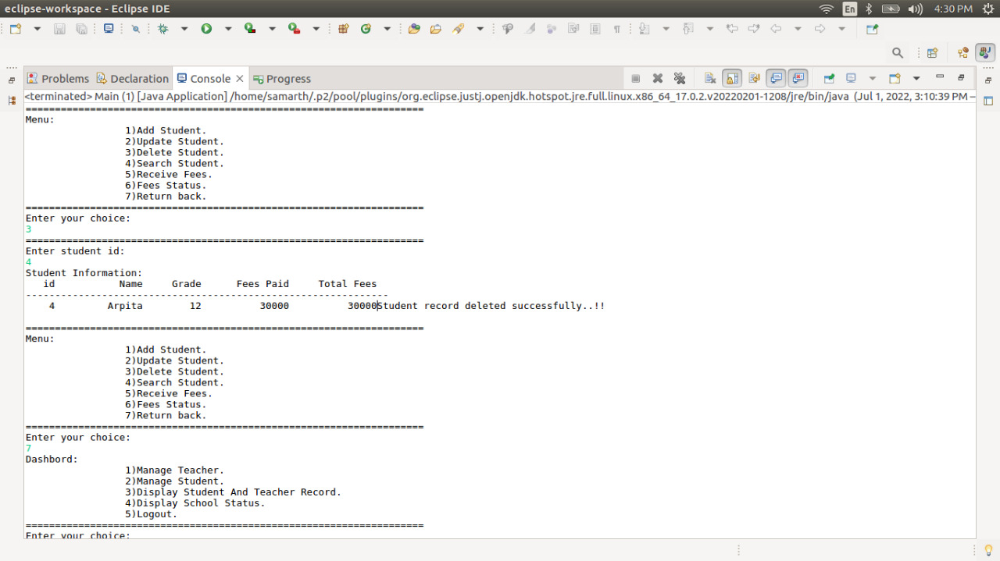 eclipse-workspace - Eclipse IDE
En
4:30 PM
Problems
Declaration
Console
Progress
<terminated> Main (1) [Java Application] /home/samarth/.p2/pool/plugins/org.eclipse.justj.openjdk.hotspot.jre.full.linux.x86_64_17.0.2.v20220201-1208/jre/bin/java (Jul 1, 2022, 3:10:39 PM –
====================================================================
Menu:
1)Add Student.
2)Update Student.
3)Delete Student.
4)Search Student.
5)Receive Fees.
6)Fees Status.
7)Return back.
====================================================================
Enter your choice:
3
====================================================================
Enter student id:
4
Student Information:
id Name Grade Fees Paid Total Fees
--------------------------------------------------------------
4 Arpita 12 30000 30000Student record deleted successfully..!!
====================================================================
Menu:
1)Add Student.
2)Update Student.
3)Delete Student.
4)Search Student.
5)Receive Fees.
6)Fees Status.
7)Return back.
====================================================================
Enter your choice:
7
Dashbord:
1)Manage Teacher.
2)Manage Student.
3)Display Student And Teacher Record.
4)Display School Status.
5)Logout.
====================================================================
Enter your choice: